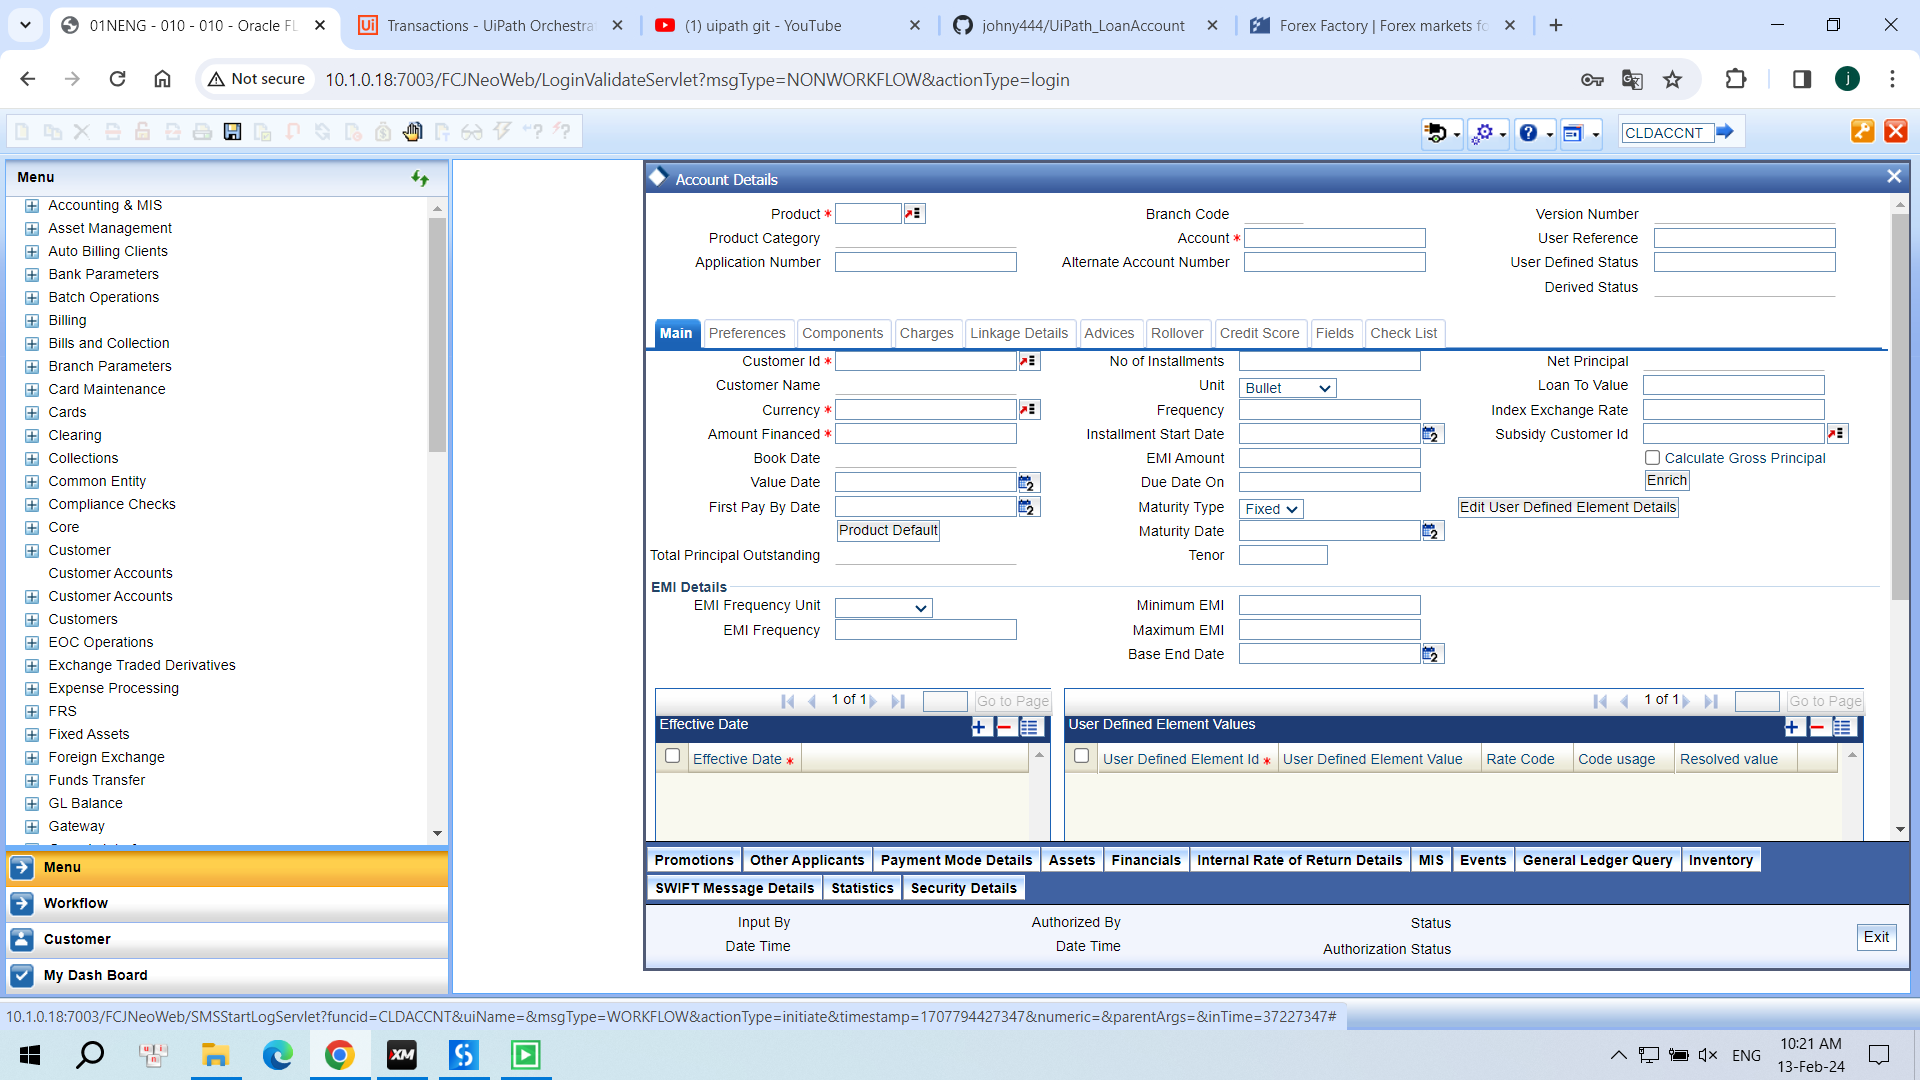 01NENG - 010 - 010 - Oracle FL
Transactions - UiPath Orchestrat
(1) uipath git - YouTube
johny444/UiPath_LoanAccount
Forex Factory | Forex markets fo
Not secure
10.1.0.18:7003/FCJNeoWeb/LoginValidateServlet?msgType=NONWORKFLOW&actionType=login
j
CLDACCNT
Menu
Accounting & MIS
Asset Management
Auto Billing Clients
Bank Parameters
Batch Operations
Billing
Bills and Collection
Branch Parameters
Card Maintenance
Cards
Clearing
Collections
Common Entity
Compliance Checks
Core
Customer
Customer Accounts
Customer Accounts
Customers
EOC Operations
Exchange Traded Derivatives
Expense Processing
FRS
Fixed Assets
Foreign Exchange
Funds Transfer
GL Balance
Gateway
Menu
Workflow
Customer
My Dash Board
Account Details
Product *
Branch Code
Version Number
Product Category
Account *
User Reference
Application Number
Alternate Account Number
User Defined Status
Derived Status
Main
Preferences
Components
Charges
Linkage Details
Advices
Rollover
Credit Score
Fields
Check List
Customer Id *
No of Installments
Net Principal
Customer Name
Unit
Bullet
Loan To Value
Currency *
Frequency
Index Exchange Rate
Amount Financed *
Installment Start Date
Subsidy Customer Id
Book Date
EMI Amount
Calculate Gross Principal
Value Date
Due Date On
Enrich
First Pay By Date
Maturity Type
Fixed
Edit User Defined Element Details
Product Default
Maturity Date
Total Principal Outstanding
Tenor
EMI Details
EMI Frequency Unit
Minimum EMI
EMI Frequency
Maximum EMI
Base End Date
1 of 1
Go to Page
1 of 1
Go to Page
Effective Date
User Defined Element Values
Effective Date *
User Defined Element Id *
User Defined Element Value
Rate Code
Code usage
Resolved value
Promotions
Other Applicants
Payment Mode Details
Assets
Financials
Internal Rate of Return Details
MIS
Events
General Ledger Query
Inventory
SWIFT Message Details
Statistics
Security Details
Input By
Authorized By
Status
Date Time
Date Time
Authorization Status
Exit
10.1.0.18:7003/FCJNeoWeb/SMSStartLogServlet?funcid=CLDACCNT&uiName=&msgType=WORKFLOW&actionType=initiate&timestamp=1707794427347&numeric=&parentArgs=&inTime=37227347#
XM
ENG
10:21 AM
13-Feb-24